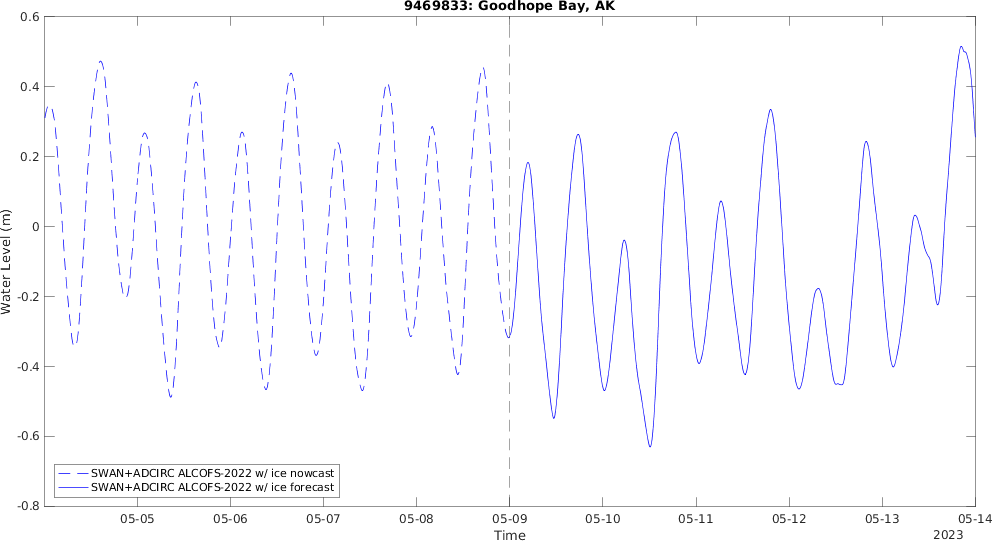 9469833: Goodhope Bay, AK
0.6
0.4
0.2
0
-0.2
-0.4
-0.6
-0.8
Water Level (m)
SWAN+ADCIRC ALCOFS-2022 w/ ice nowcast
SWAN+ADCIRC ALCOFS-2022 w/ ice forecast
05-05 05-06 05-07 05-08 05-09 05-10 05-11 05-12 05-13 05-14
Time
2023